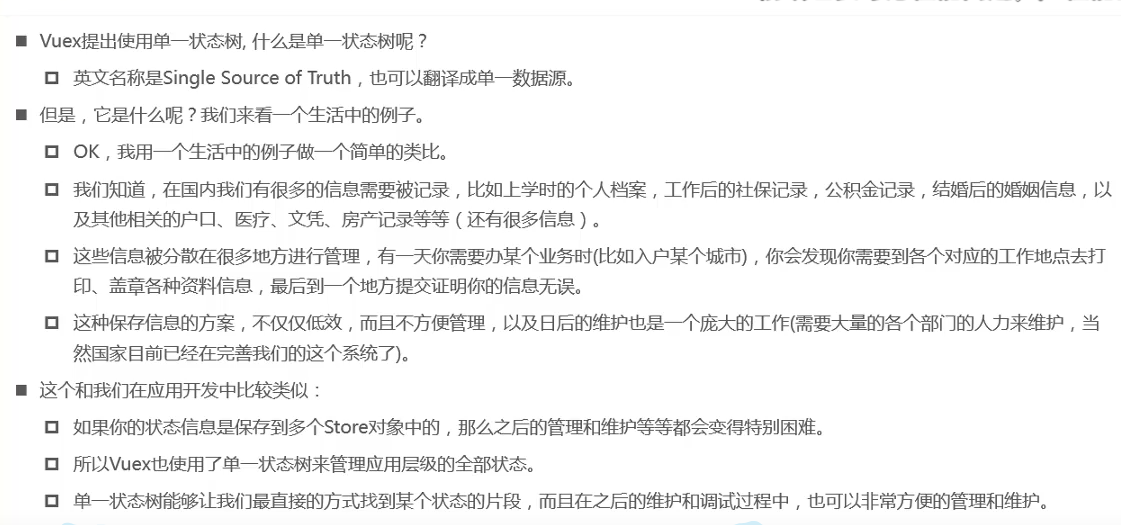 Vuex提出使用单一状态树, 什么是单一状态树呢？
英文名称是Single Source of Truth，也可以翻译成单一数据源。
但是，它是什么呢？我们来看一个生活中的例子。
OK，我用一个生活中的例子做一个简单的类比。
我们知道，在国内我们有很多的信息需要被记录，比如上学时的个人档案，工作后的社保记录，公积金记录，结婚后的婚姻信息，以
及其他相关的户口、医疗、文凭、房产记录等等（还有很多信息）。
这些信息被分散在很多地方进行管理，有一天你需要办某个业务时(比如入户某个城市)，你会发现你需要到各个对应的工作地点去打
印、盖章各种资料信息，最后到一个地方提交证明你的信息无误。
这种保存信息的方案，不仅仅低效，而且不方便管理，以及日后的维护也是一个庞大的工作(需要大量的各个部门的人力来维护，当
然国家目前已经在完善我们的这个系统了)。
这个和我们在应用开发中比较类似：
如果你的状态信息是保存到多个Store对象中的，那么之后的管理和维护等等都会变得特别困难。
所以Vuex也使用了单一状态树来管理应用层级的全部状态。
单一状态树能够让我们最直接的方式找到某个状态的片段，而且在之后的维护和调试过程中，也可以非常方便的管理和维护。